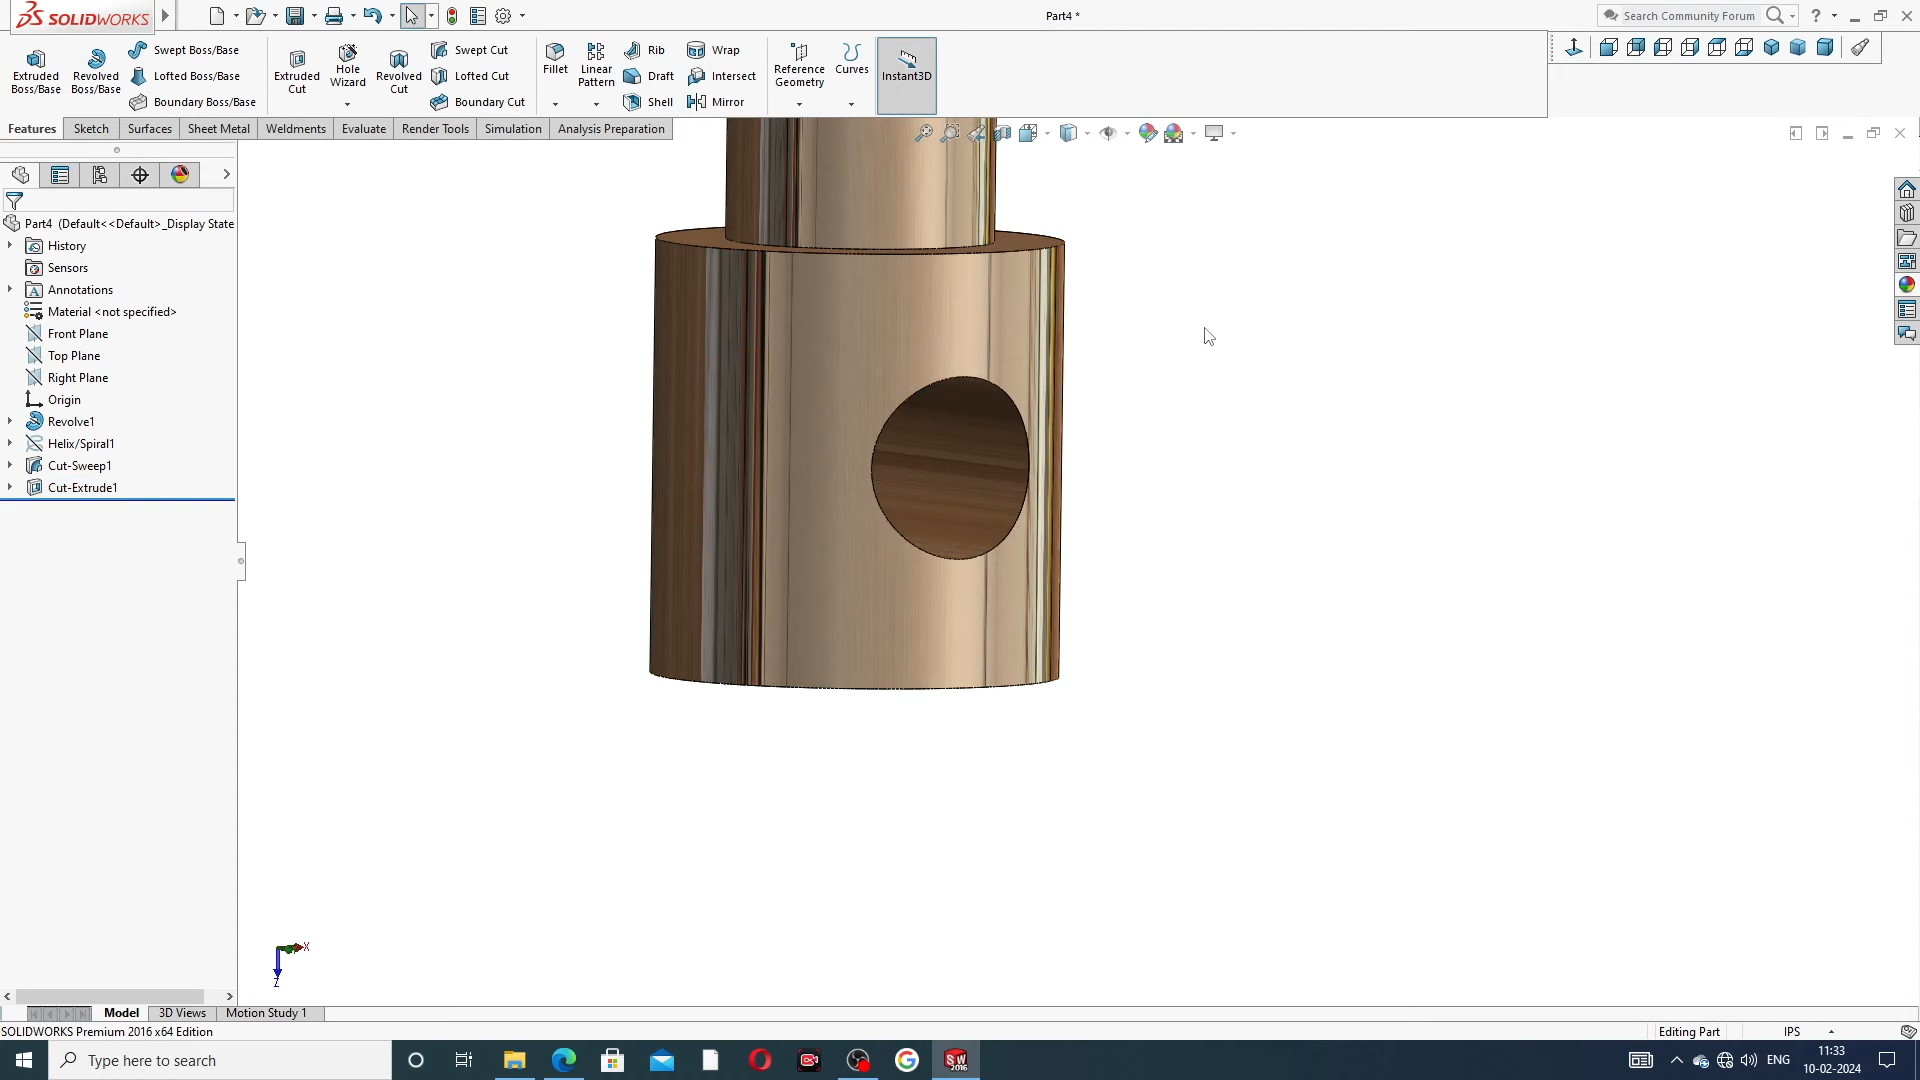 SOLIDWORKS
Part4 *
Search Community Forum
Extruded Boss/Base
Revolved Boss/Base
Swept Boss/Base
Lofted Boss/Base
Boundary Boss/Base
Extruded Cut
Hole Wizard
Revolved Cut
Swept Cut
Lofted Cut
Boundary Cut
Fillet
Linear Pattern
Rib
Draft
Shell
Wrap
Intersect
Mirror
Reference Geometry
Curves
Instant3D
Features
Sketch
Surfaces
Sheet Metal
Weldments
Evaluate
Render Tools
Simulation
Analysis Preparation
Part4 (Default<<Default>_Display State
History
Sensors
Annotations
Material <not specified>
Front Plane
Top Plane
Right Plane
Origin
Revolve1
Helix/Spiral1
Cut-Sweep1
Cut-Extrude1
X
Z
Model
3D Views
Motion Study 1
SOLIDWORKS Premium 2016 x64 Edition
Editing Part
IPS
Type here to search
SW
2016
ENG
11:33
10-02-2024